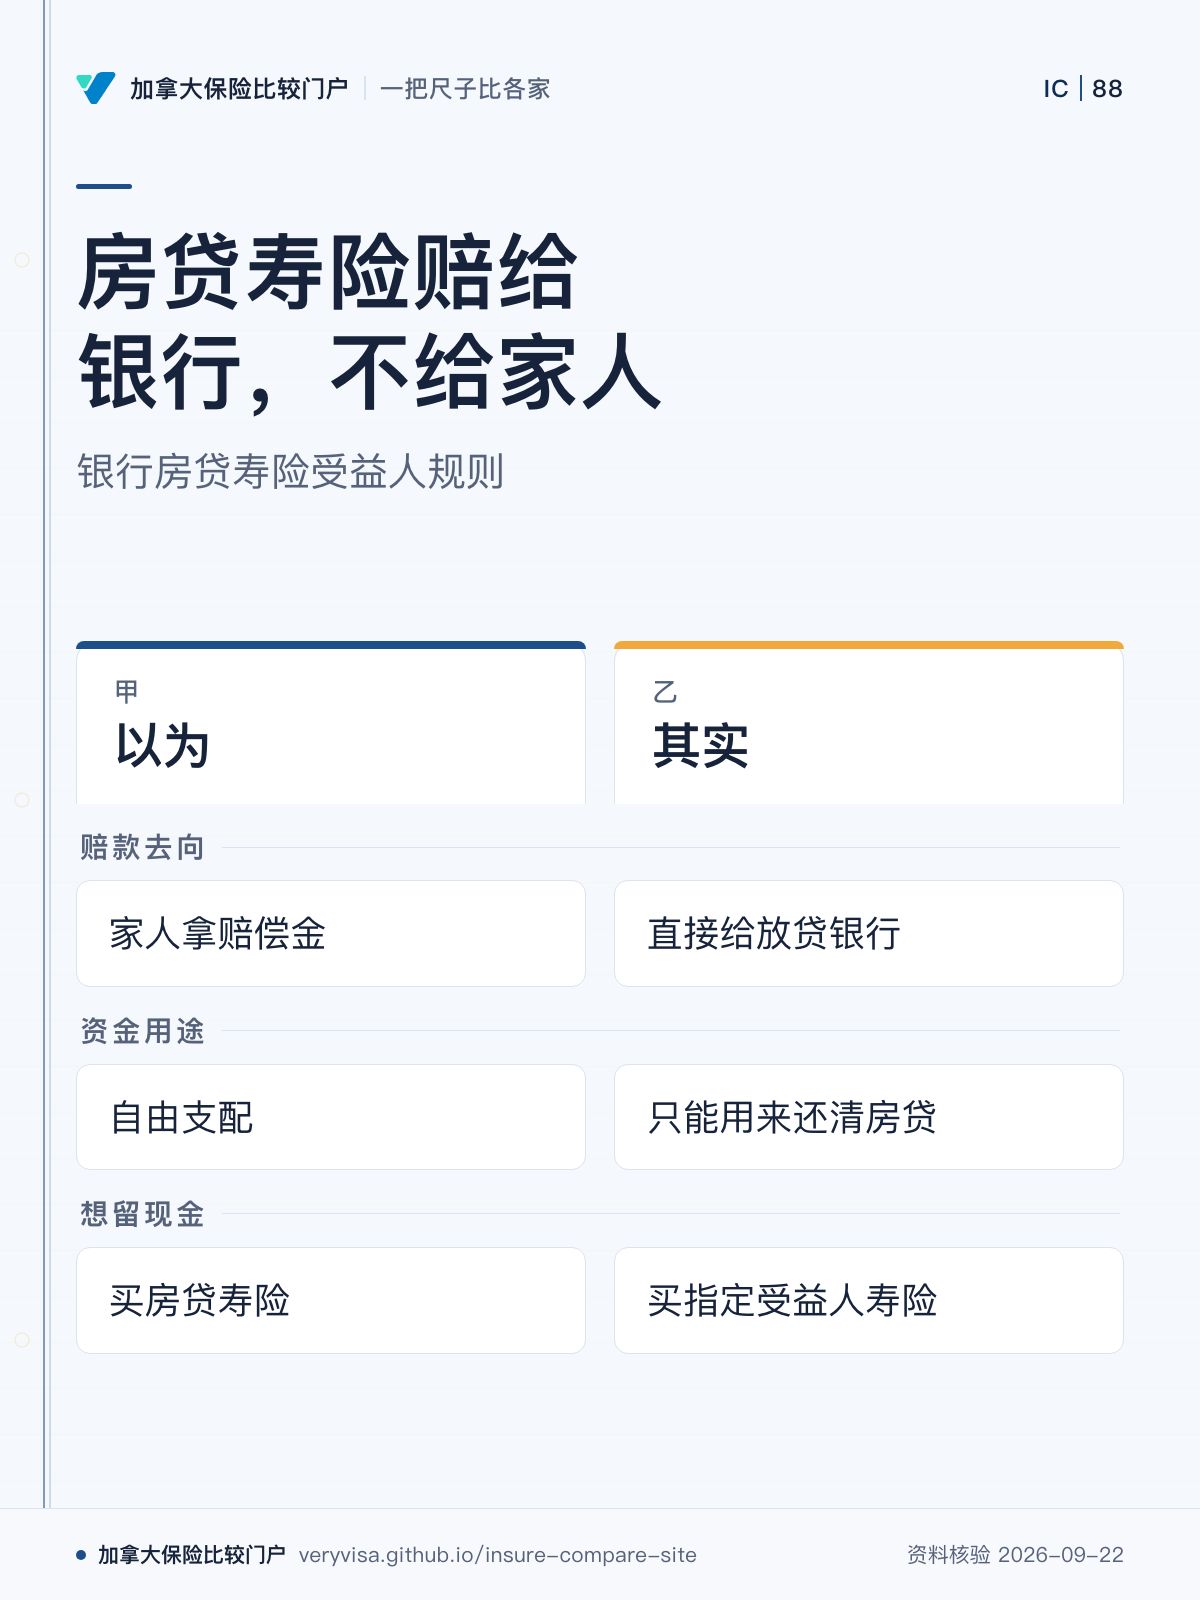 加拿大保险比较门户 一把尺子比各家 IC 88
房贷寿险赔给
银行，不给家人
银行房贷寿险受益人规则
甲 乙
以为 其实
赔款去向
家人拿赔偿金 直接给放贷银行
资金用途
自由支配 只能用来还清房贷
想留现金
买房贷寿险 买指定受益人寿险
加拿大保险比较门户 veryvisa.github.io/insure-compare-site 资料核验 2026-09-22